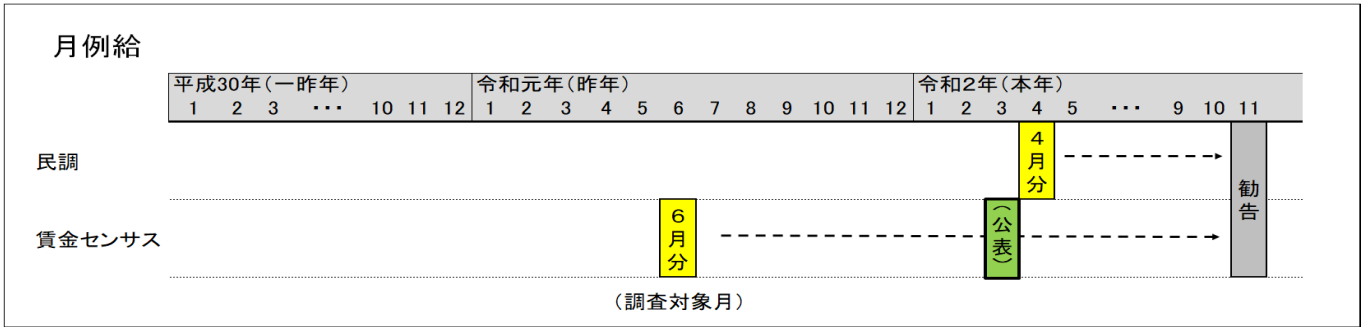 月例給
平成30年（一昨年） 令和元年（昨年） 令和２年（本年）
1 2 3 ・・・ 10 11 12 1 2 3 4 5 6 7 8 9 10 11 12 1 2 3 4 5 ・・・ 9 10 11
民調
４月分
勧告
賃金センサス
６月分
（公表）
（調査対象月）